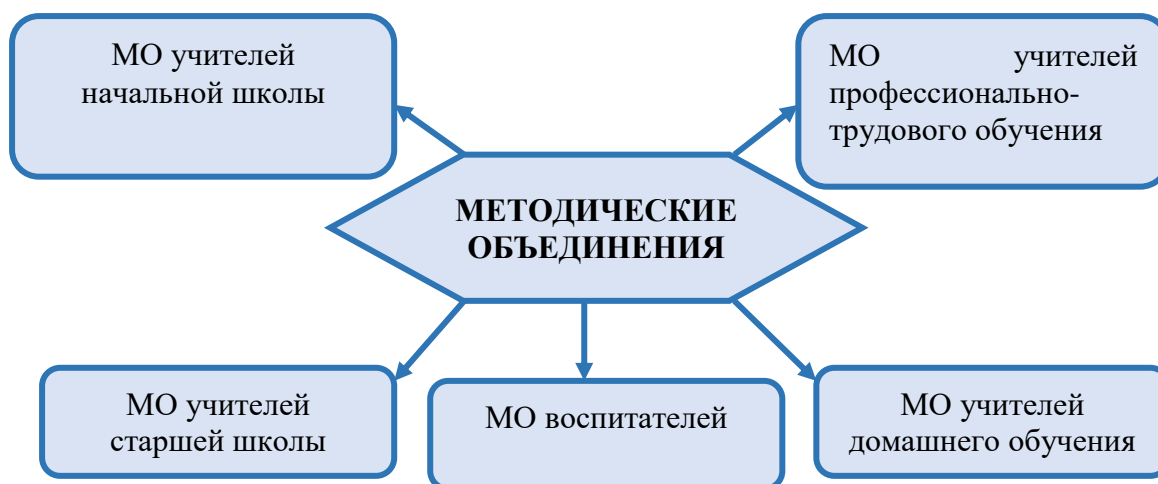 МО учителей
начальной школы
МО учителей
профессионально-
трудового обучения
МЕТОДИЧЕСКИЕ
ОБЪЕДИНЕНИЯ
МО учителей
старшей школы
МО воспитателей
МО учителей
домашнего обучения